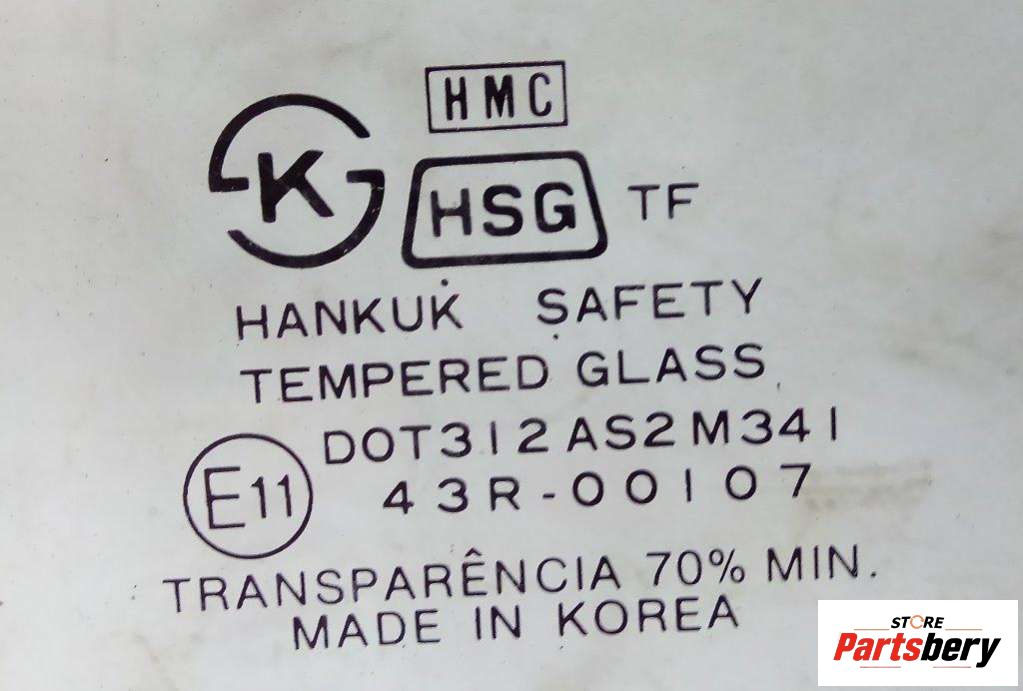 HMC
K
HSG TF
HANKUK SAFETY
TEMPERED GLASS
DOT312AS2M341
E11 43R-00107
TRANSPARÊNCIA 70% MIN.
MADE IN KOREA
STORE
Partsbery